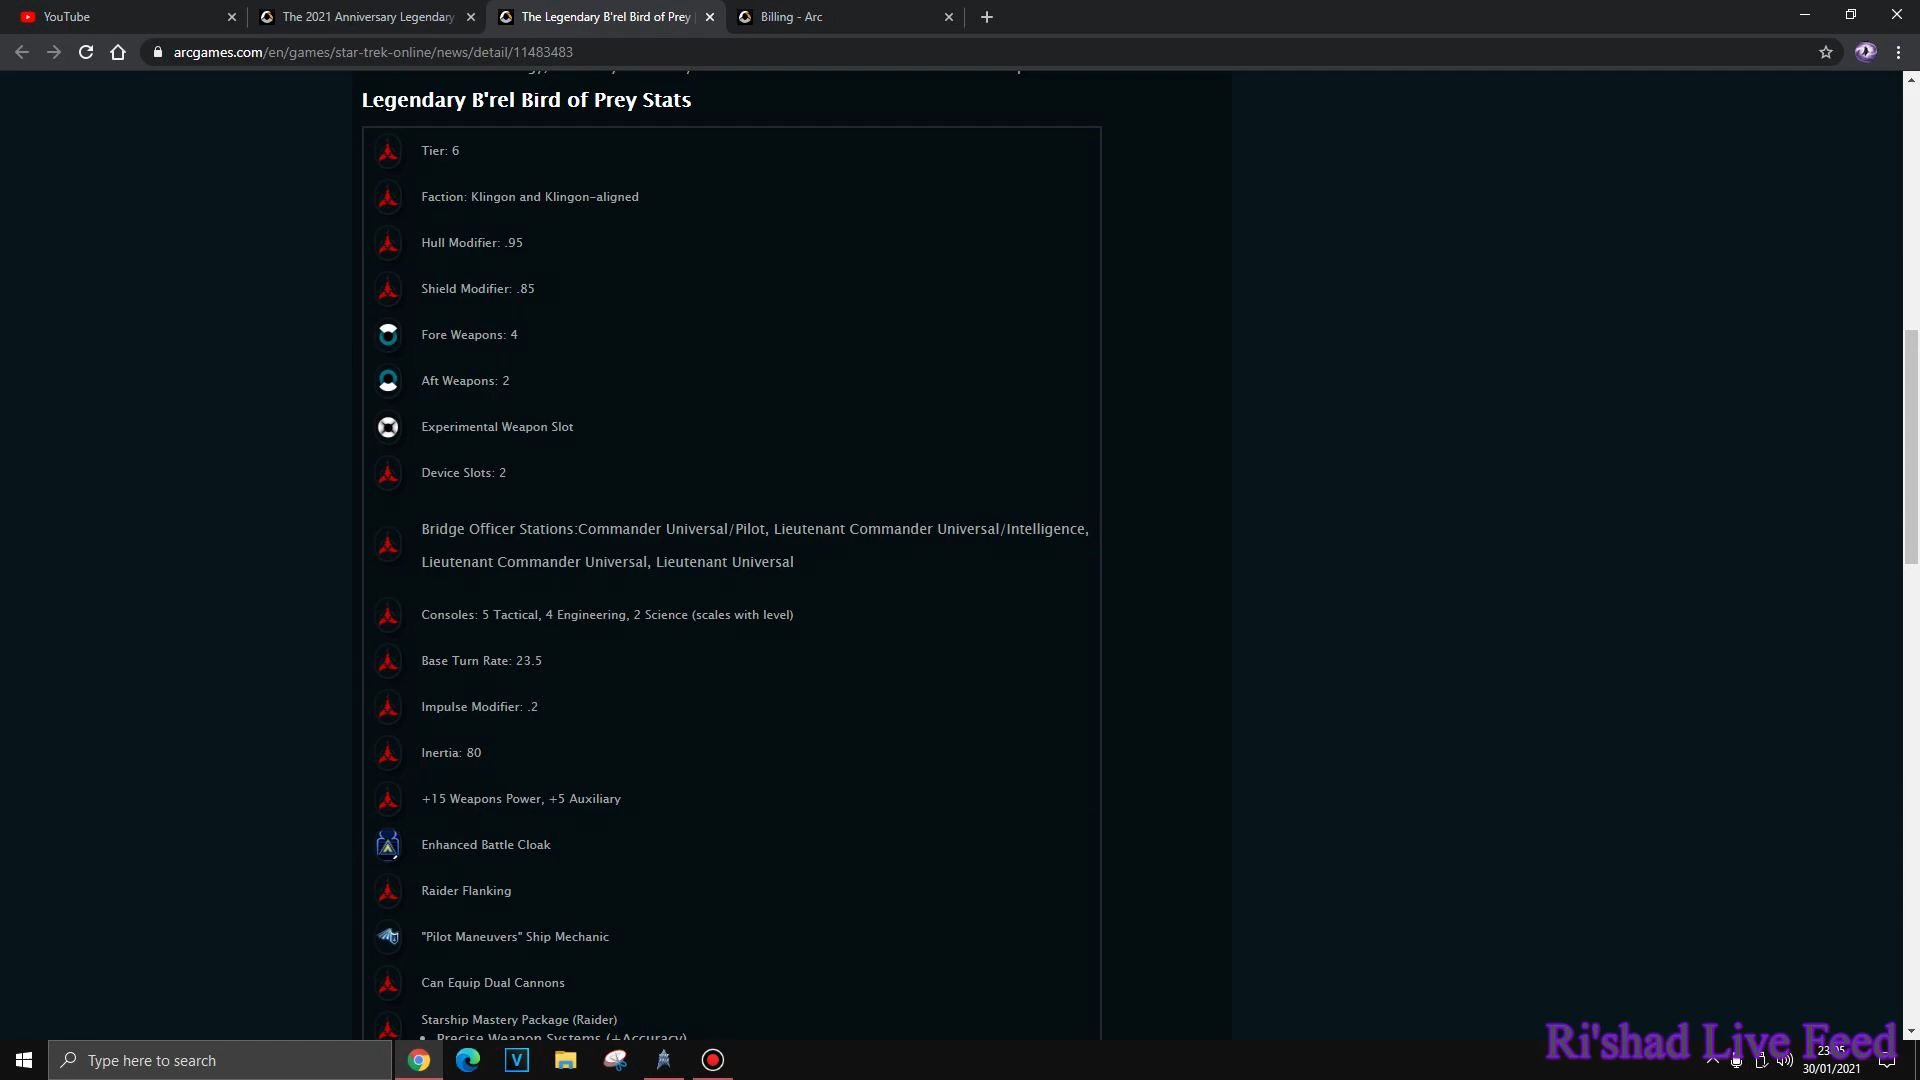 YouTube
The 2021 Anniversary Legendary
The Legendary B'rel Bird of Prey
Billing - Arc
arcgames.com/en/games/star-trek-online/news/detail/11483483
Legendary B'rel Bird of Prey Stats
Tier: 6
Faction: Klingon and Klingon-aligned
Hull Modifier: .95
Shield Modifier: .85
Fore Weapons: 4
Aft Weapons: 2
Experimental Weapon Slot
Device Slots: 2
Bridge Officer Stations:Commander Universal/Pilot, Lieutenant Commander Universal/Intelligence,
Lieutenant Commander Universal, Lieutenant Universal
Consoles: 5 Tactical, 4 Engineering, 2 Science (scales with level)
Base Turn Rate: 23.5
Impulse Modifier: .2
Inertia: 80
+15 Weapons Power, +5 Auxiliary
Enhanced Battle Cloak
Raider Flanking
"Pilot Maneuvers" Ship Mechanic
Can Equip Dual Cannons
Starship Mastery Package (Raider)
Precise Weapon Systems (+Accuracy)
Ri'shad Live Feed
Type here to search
V
30/01/2021